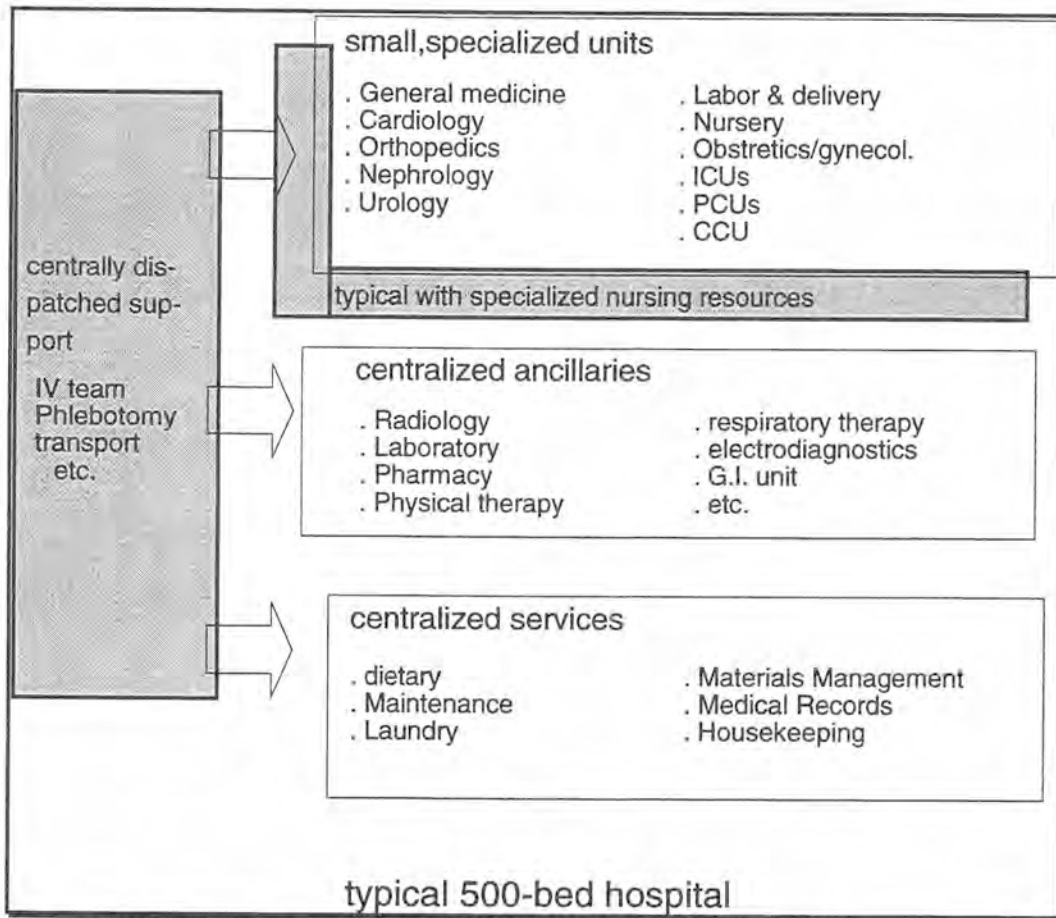 small,specialized units
. General medicine
. Cardiology
. Orthopedics
. Nephrology
. Urology
. Labor & delivery
. Nursery
. Obstretics/gynecol.
. ICUs
. PCUs
. CCU
typical with specialized nursing resources
centrally dis-
patched sup-
port
IV team
Phlebotomy
transport
etc.
centralized ancillaries
. Radiology
. Laboratory
. Pharmacy
. Physical therapy
. respiratory therapy
. electrodiagnostics
. G.I. unit
. etc.
centralized services
. dietary
. Maintenance
. Laundry
. Materials Management
. Medical Records
. Housekeeping
typical 500-bed hospital